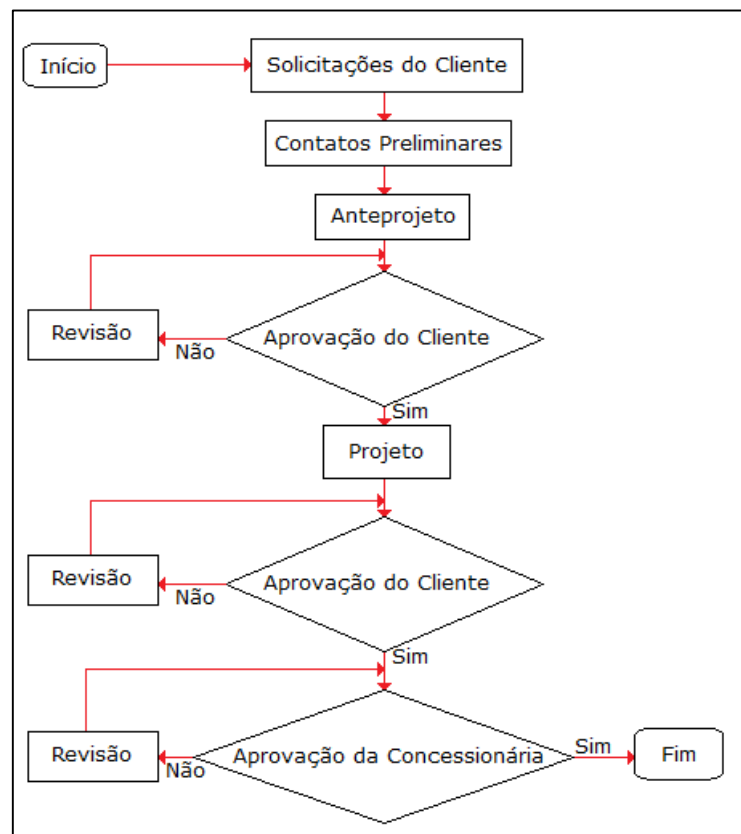 Início
Solicitações do Cliente
Contatos Preliminares
Anteprojeto
Aprovação do Cliente
Revisão
Não
Sim
Projeto
Aprovação do Cliente
Revisão
Não
Sim
Aprovação da Concessionária
Revisão
Não
Sim
Fim